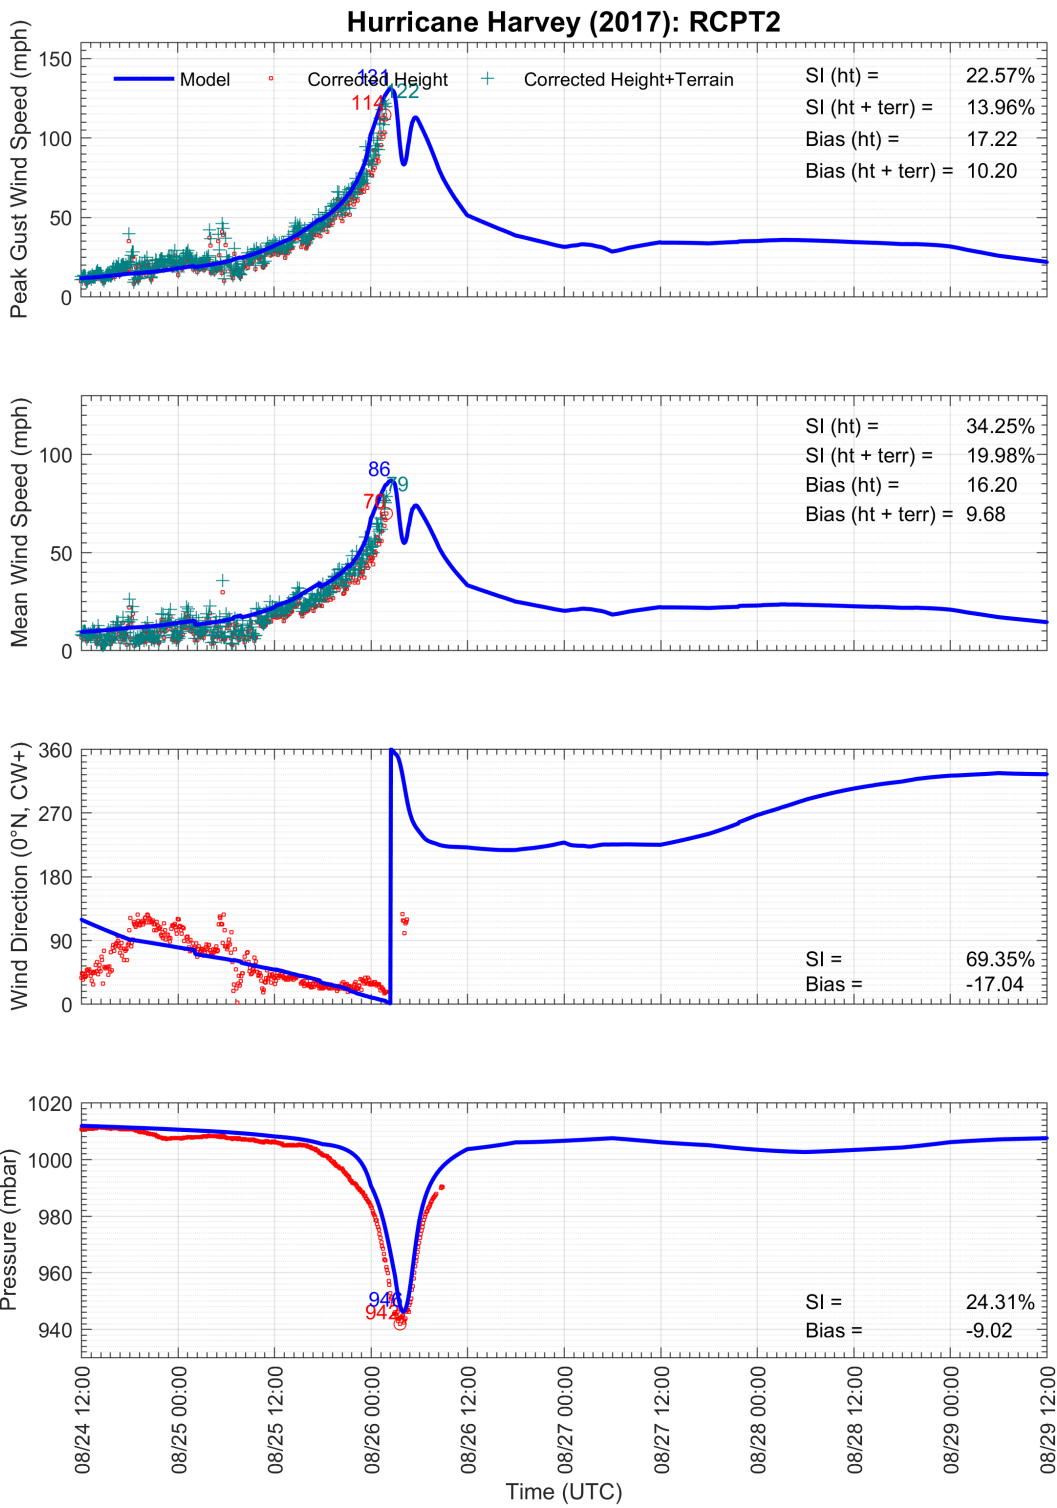 Hurricane Harvey (2017): RCPT2
Peak Gust Wind Speed (mph)
150
100
50
0
Model
Corrected Height
Corrected Height+Terrain
131
122
114
SI (ht) = 22.57%
SI (ht + terr) = 13.96%
Bias (ht) = 17.22
Bias (ht + terr) = 10.20
Mean Wind Speed (mph)
100
50
0
86
79
SI (ht) = 34.25%
SI (ht + terr) = 19.98%
Bias (ht) = 16.20
Bias (ht + terr) = 9.68
Wind Direction (0°N, CW+)
360
270
180
90
0
SI = 69.35%
Bias = -17.04
Pressure (mbar)
1020
1000
980
960
940
946
942
SI = 24.31%
Bias = -9.02
08/24 12:00
08/25 00:00
08/25 12:00
08/26 00:00
08/26 12:00
08/27 00:00
08/27 12:00
08/28 00:00
08/28 12:00
08/29 00:00
08/29 12:00
Time (UTC)